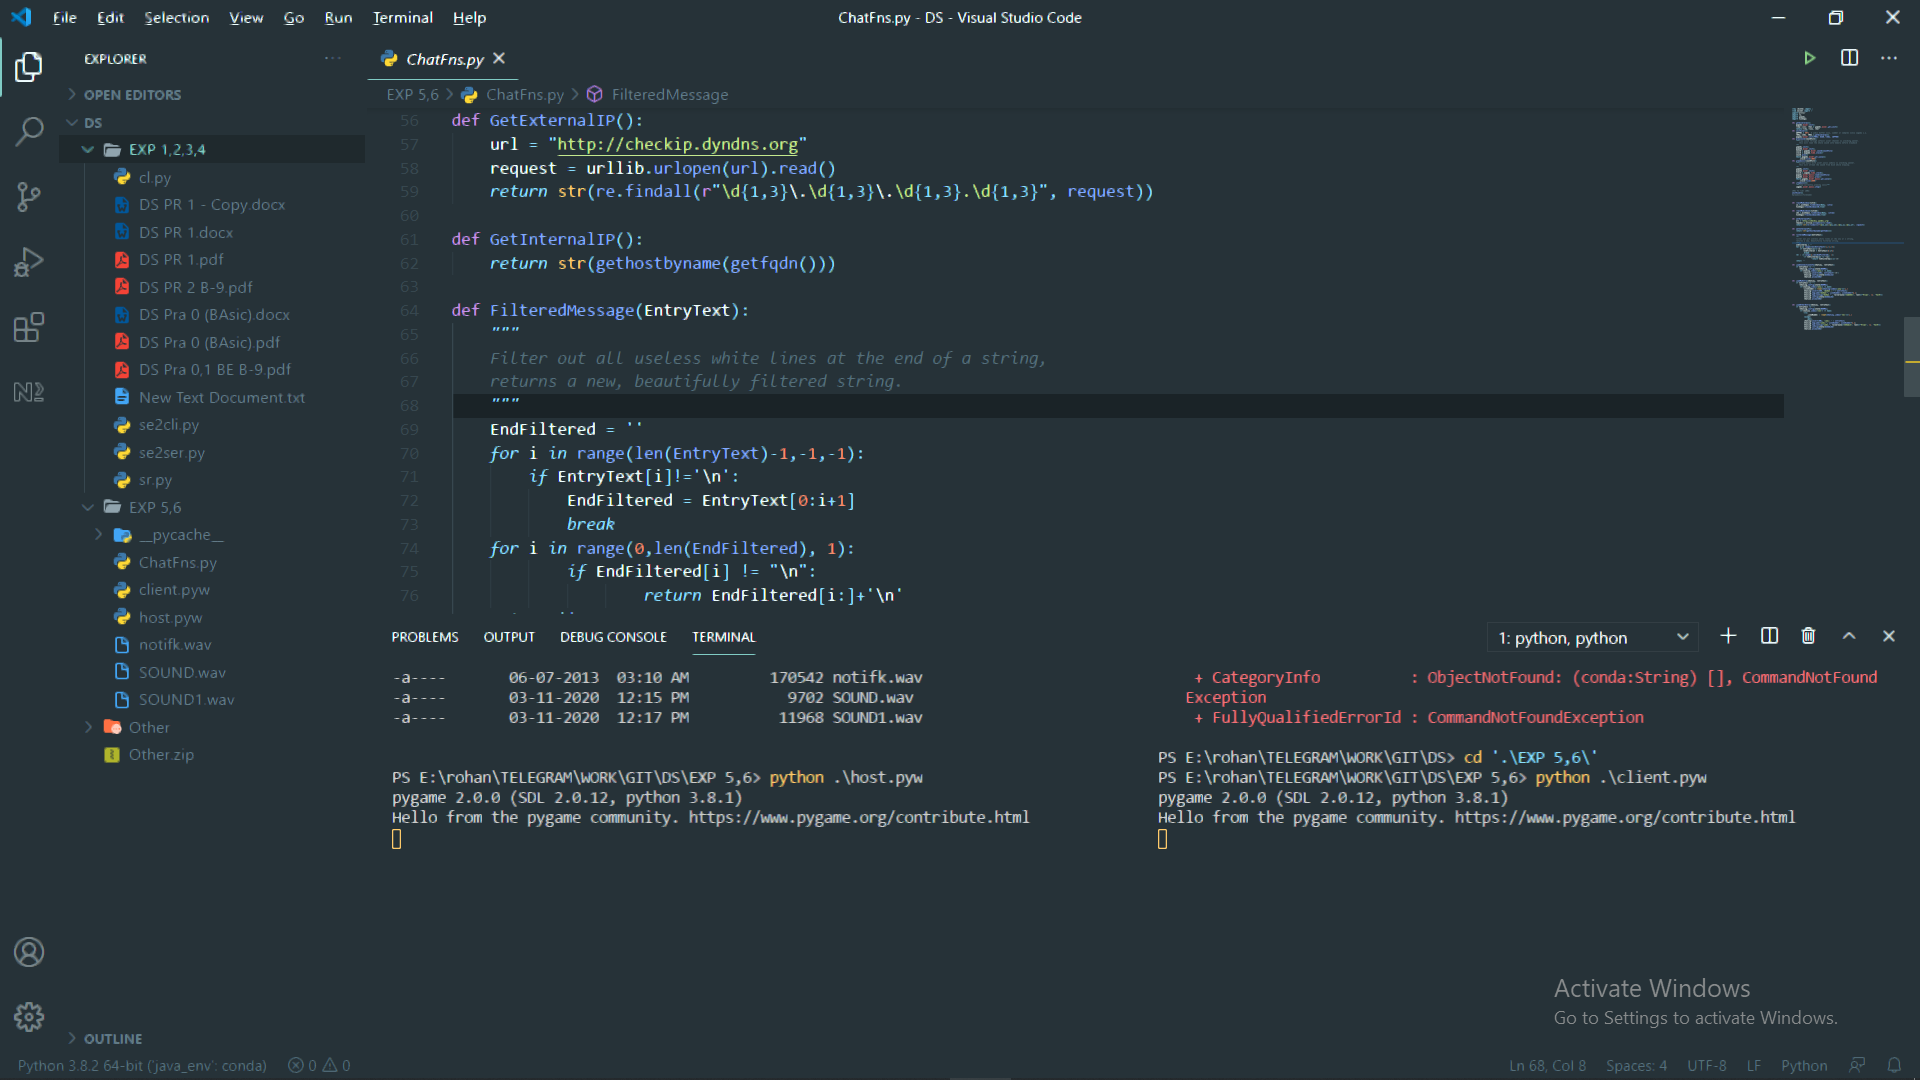 File Edit Selection View Go Run Terminal Help
ChatFns.py - DS - Visual Studio Code
EXPLORER
OPEN EDITORS
DS
EXP 1,2,3,4
cl.py
DS PR 1 - Copy.docx
DS PR 1.docx
DS PR 1.pdf
DS PR 2 B-9.pdf
DS Pra 0 (BAsic).docx
DS Pra 0 (BAsic).pdf
DS Pra 0,1 BE B-9.pdf
New Text Document.txt
se2cli.py
se2ser.py
sr.py
EXP 5,6
__pycache__
ChatFns.py
client.pyw
host.pyw
notifk.wav
SOUND.wav
SOUND1.wav
Other
Other.zip
OUTLINE
ChatFns.py
EXP 5,6 > ChatFns.py > FilteredMessage
56 def GetExternalIP():
57 url = "http://checkip.dyndns.org"
58 request = urllib.urlopen(url).read()
59 return str(re.findall(r"\d{1,3}\.\d{1,3}\.\d{1,3}.\d{1,3}", request))
60
61 def GetInternalIP():
62 return str(gethostbyname(getfqdn()))
63
64 def FilteredMessage(EntryText):
65 """
66 Filter out all useless white lines at the end of a string,
67 returns a new, beautifully filtered string.
68 """
69 EndFiltered = ''
70 for i in range(len(EntryText)-1,-1,-1):
71 if EntryText[i]!='\n':
72 EndFiltered = EntryText[0:i+1]
73 break
74 for i in range(0,len(EndFiltered), 1):
75 if EndFiltered[i] != "\n":
76 return EndFiltered[i:]+'\n'
PROBLEMS OUTPUT DEBUG CONSOLE TERMINAL
1: python, python
-a---- 06-07-2013 03:10 AM 170542 notifk.wav
-a---- 03-11-2020 12:15 PM 9702 SOUND.wav
-a---- 03-11-2020 12:17 PM 11968 SOUND1.wav
PS E:\rohan\TELEGRAM\WORK\GIT\DS\EXP 5,6> python .\host.pyw
pygame 2.0.0 (SDL 2.0.12, python 3.8.1)
Hello from the pygame community. https://www.pygame.org/contribute.html
+ CategoryInfo : ObjectNotFound: (conda:String) [], CommandNotFound
Exception
+ FullyQualifiedErrorId : CommandNotFoundException
PS E:\rohan\TELEGRAM\WORK\GIT\DS> cd '.\EXP 5,6\'
PS E:\rohan\TELEGRAM\WORK\GIT\DS\EXP 5,6> python .\client.pyw
pygame 2.0.0 (SDL 2.0.12, python 3.8.1)
Hello from the pygame community. https://www.pygame.org/contribute.html
Activate Windows
Go to Settings to activate Windows.
Python 3.8.2 64-bit ('java_env': conda) 0 0
Ln 68, Col 8 Spaces: 4 UTF-8 LF Python